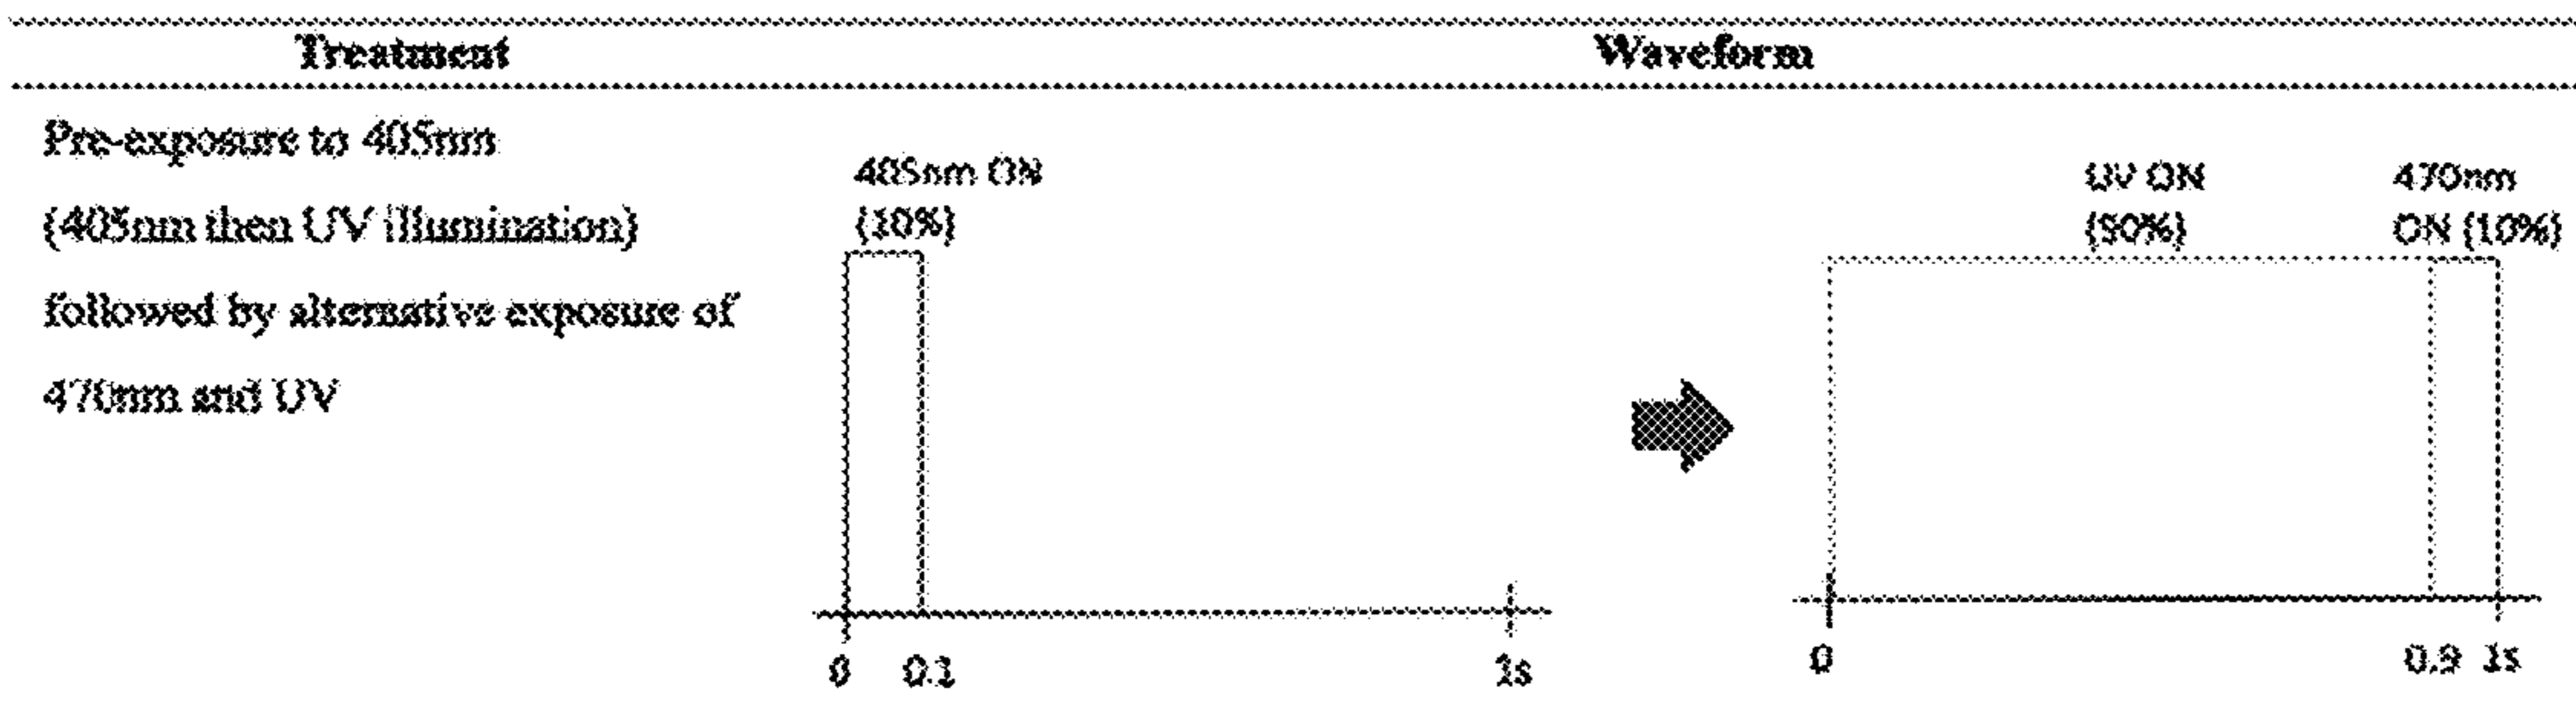 Treatment Waveform
Pre-exposure to 405nm
(405nm then UV illumination)
followed by alternative exposure of
470nm and UV
405nm ON
(10%)
0 0.1 1s
UV ON
(90%)
470nm
ON (10%)
0 0.9 1s